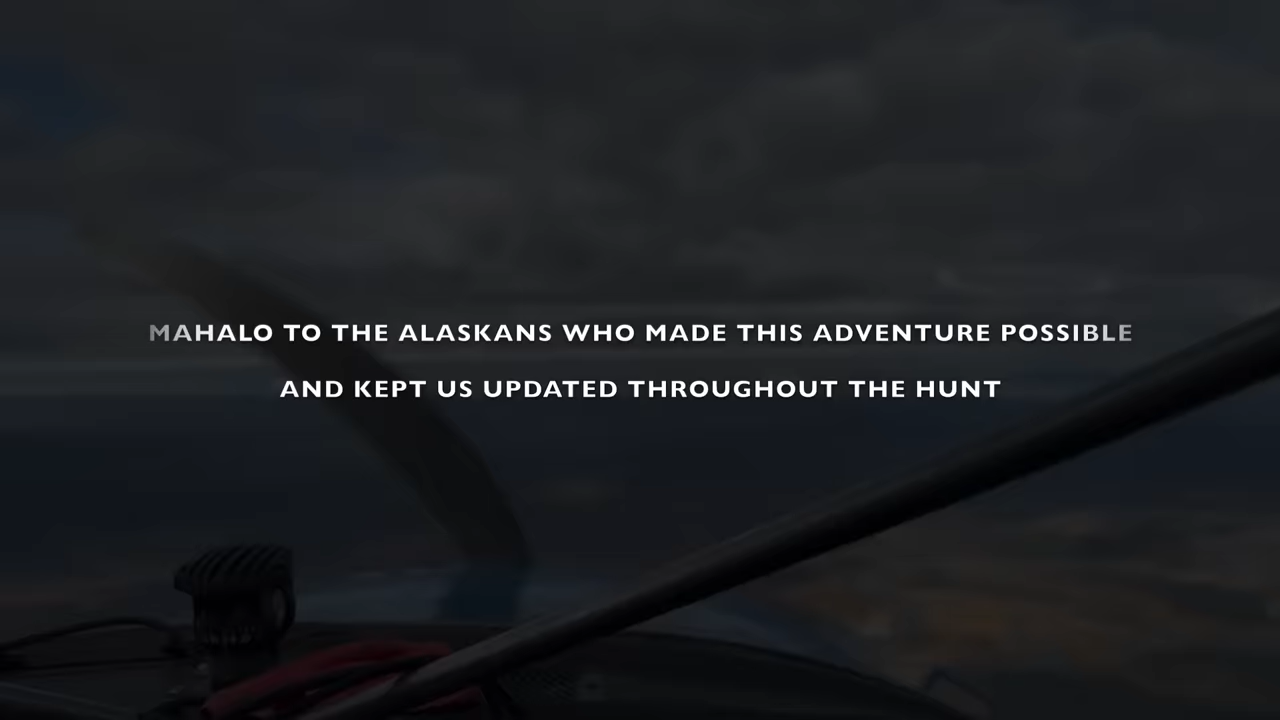 MAHALO TO THE ALASKANS WHO MADE THIS ADVENTURE POSSIBLE
AND KEPT US UPDATED THROUGHOUT THE HUNT